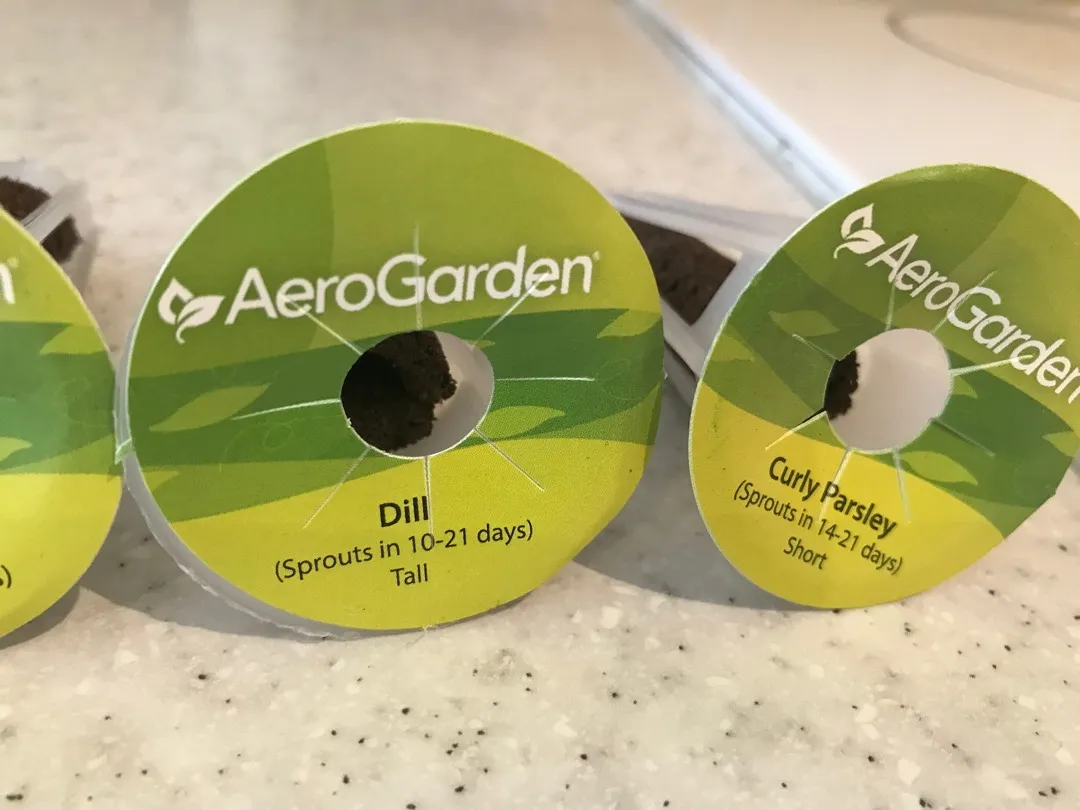 AeroGarden®
Dill
(Sprouts in 10-21 days)
Tall
AeroGarden
Curly Parsley
(Sprouts in 14-21 days)
Short